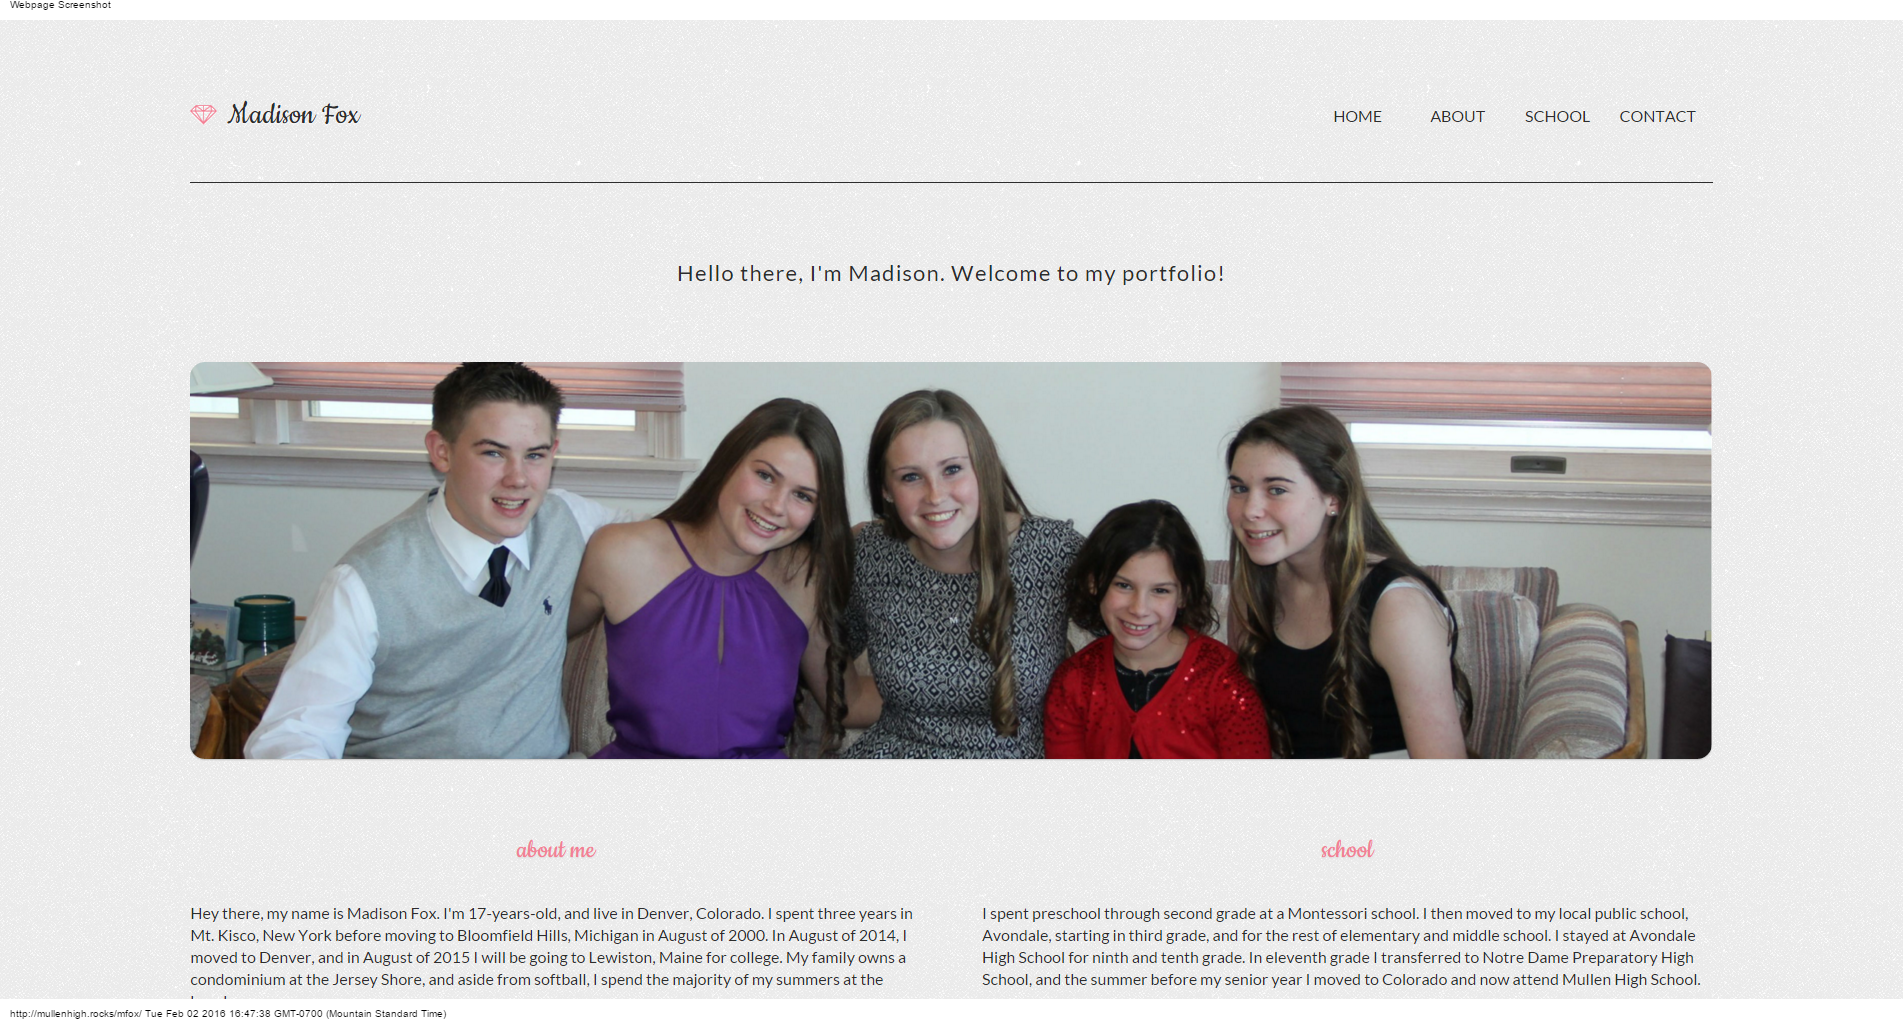 Webpage Screenshot
Madison Fox
HOME ABOUT SCHOOL CONTACT
Hello there, I'm Madison. Welcome to my portfolio!
about me
Hey there, my name is Madison Fox. I'm 17-years-old, and live in Denver, Colorado. I spent three years in
Mt. Kisco, New York before moving to Bloomfield Hills, Michigan in August of 2000. In August of 2014, I
moved to Denver, and in August of 2015 I will be going to Lewiston, Maine for college. My family owns a
condominium at the Jersey Shore, and aside from softball, I spend the majority of my summers at the
school
I spent preschool through second grade at a Montessori school. I then moved to my local public school,
Avondale, starting in third grade, and for the rest of elementary and middle school. I stayed at Avondale
High School for ninth and tenth grade. In eleventh grade I transferred to Notre Dame Preparatory High
School, and the summer before my senior year I moved to Colorado and now attend Mullen High School.
http://mullenhigh.rocks/mfox/ Tue Feb 02 2016 16:47:38 GMT-0700 (Mountain Standard Time)